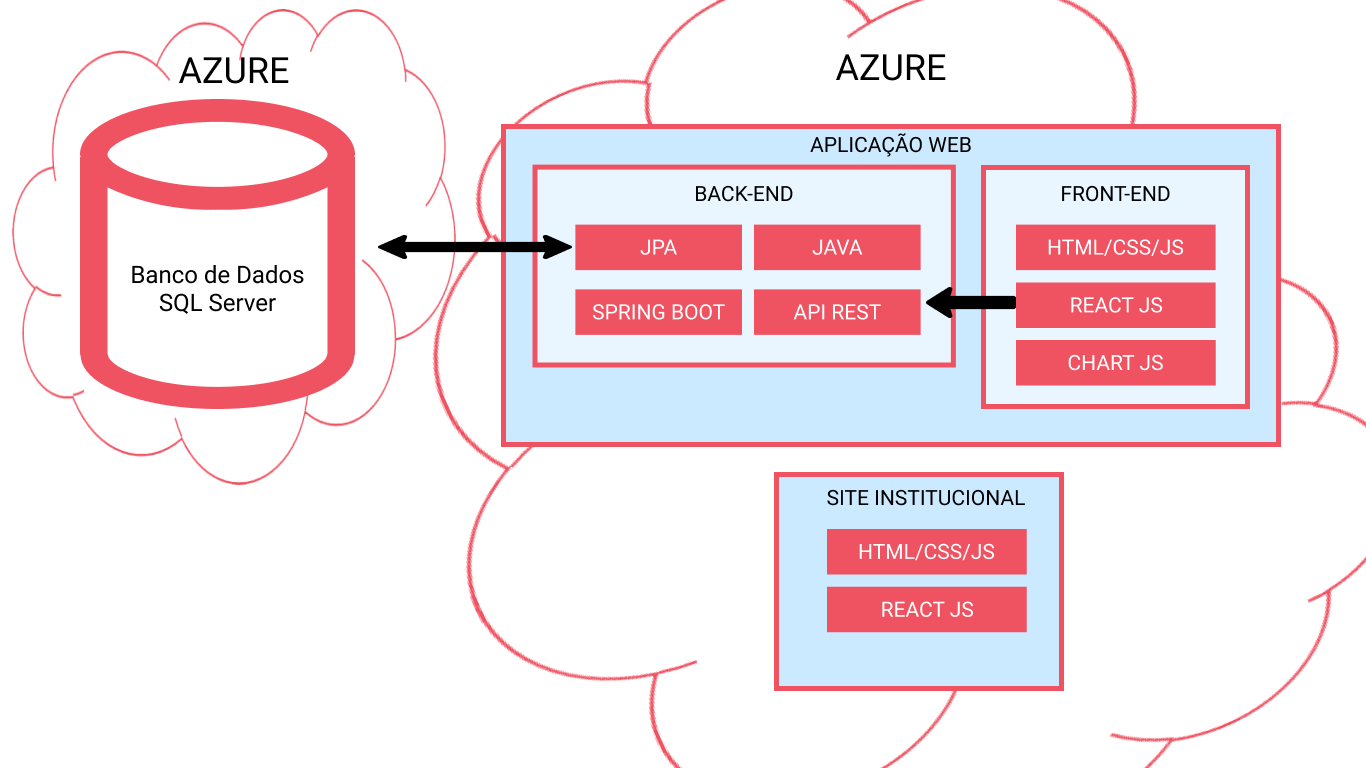 AZURE
Banco de Dados
SQL Server
AZURE
APLICAÇÃO WEB
BACK-END
JPA
JAVA
SPRING BOOT
API REST
FRONT-END
HTML/CSS/JS
REACT JS
CHART JS
SITE INSTITUCIONAL
HTML/CSS/JS
REACT JS